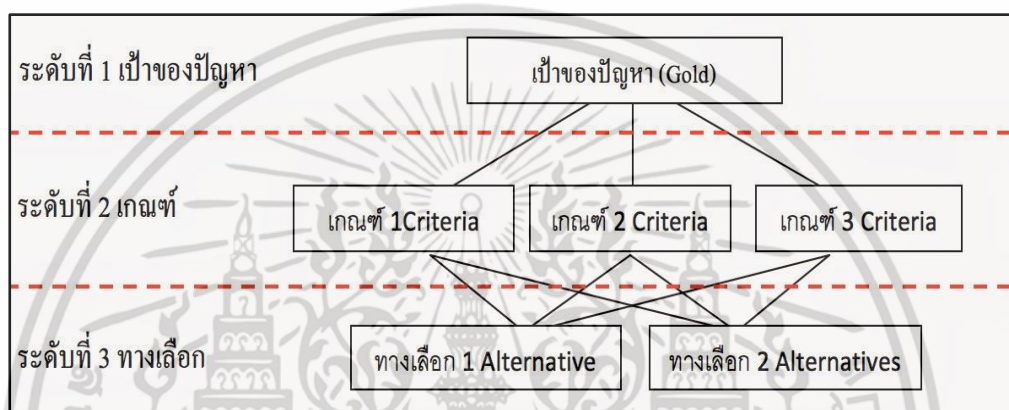 ระดับที่ 1 เป้าของปัญหา
เป้าของปัญหา (Gold)
ระดับที่ 2 เกณฑ์
เกณฑ์ 1Criteria
เกณฑ์ 2 Criteria
เกณฑ์ 3 Criteria
ระดับที่ 3 ทางเลือก
ทางเลือก 1 Alternative
ทางเลือก 2 Alternatives